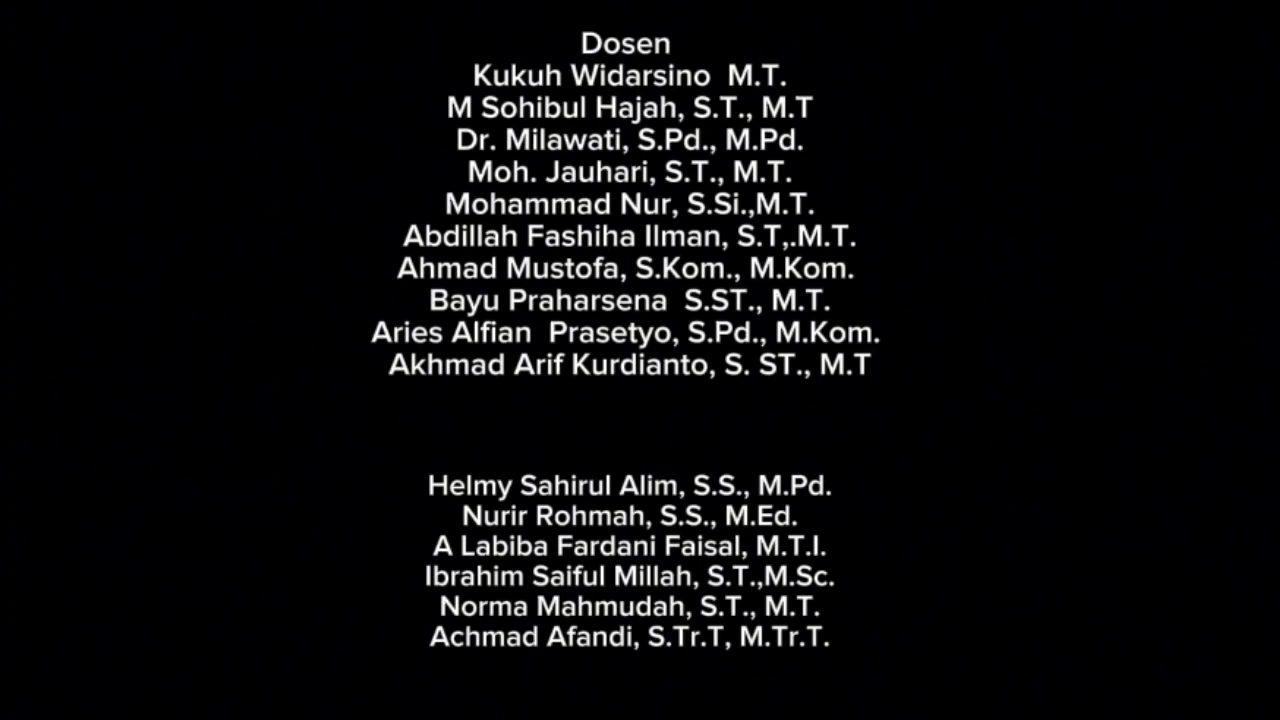 Dosen
Kukuh Widarsino  M.T.
M Sohibul Hajah, S.T., M.T
Dr. Milawati, S.Pd., M.Pd.
Moh. Jauhari, S.T., M.T.
Mohammad Nur, S.Si.,M.T.
Abdillah Fashiha Ilman, S.T,.M.T.
Ahmad Mustofa, S.Kom., M.Kom.
Bayu Praharsena  S.ST., M.T.
Aries Alfian  Prasetyo, S.Pd., M.Kom.
Akhmad Arif Kurdianto, S. ST., M.T
Helmy Sahirul Alim, S.S., M.Pd.
Nurir Rohmah, S.S., M.Ed.
A Labiba Fardani Faisal, M.T.I.
Ibrahim Saiful Millah, S.T.,M.Sc.
Norma Mahmudah, S.T., M.T.
Achmad Afandi, S.Tr.T, M.Tr.T.